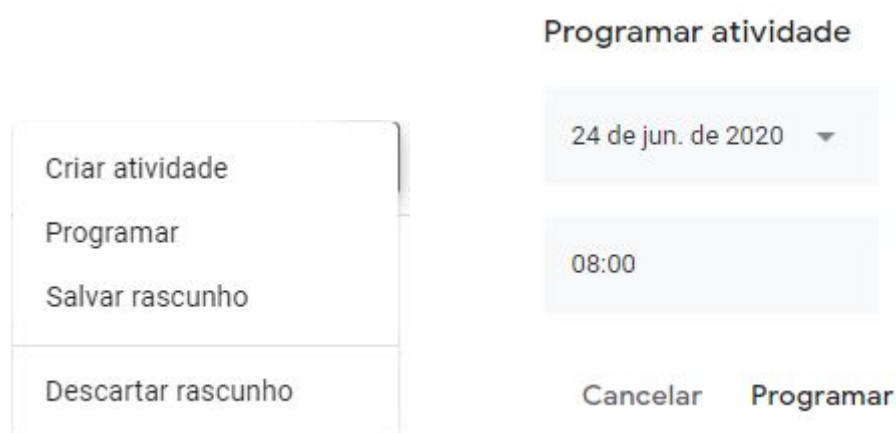 Criar atividade
Programar
Salvar rascunho
Descartar rascunho
Programar atividade
24 de jun. de 2020
08:00
Cancelar Programar